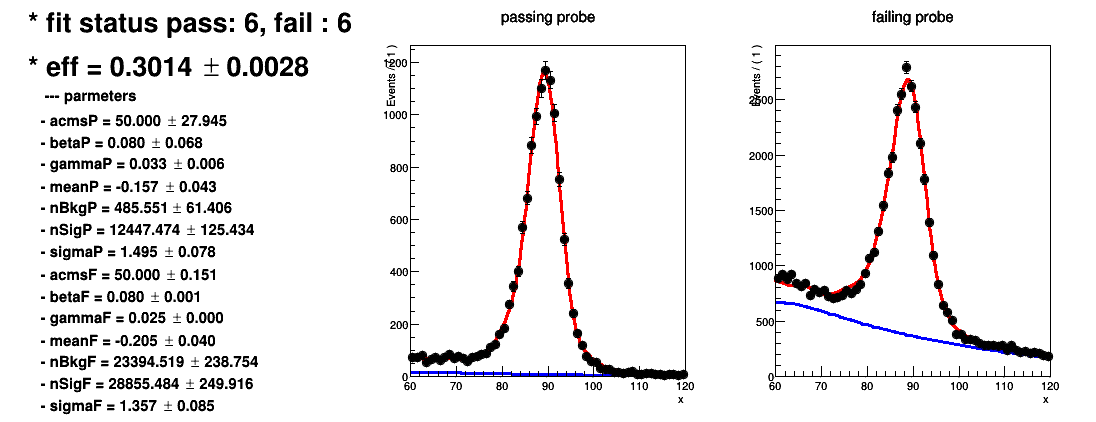 * fit status pass: 6, fail : 6
* eff = 0.3014 ± 0.0028
--- parmeters
- acmsP = 50.000 ± 27.945
- betaP = 0.080 ± 0.068
- gammaP = 0.033 ± 0.006
- meanP = -0.157 ± 0.043
- nBkgP = 485.551 ± 61.406
- nSigP = 12447.474 ± 125.434
- sigmaP = 1.495 ± 0.078
- acmsF = 50.000 ± 0.151
- betaF = 0.080 ± 0.001
- gammaF = 0.025 ± 0.000
- meanF = -0.205 ± 0.040
- nBkgF = 23394.519 ± 238.754
- nSigF = 28855.484 ± 249.916
- sigmaF = 1.357 ± 0.085
passing probe
Events / ( 1 )
1200
1000
800
600
400
200
0
60 70 80 90 100 110 120
x
failing probe
Events / ( 1 )
2500
2000
1500
1000
500
0
60 70 80 90 100 110 120
x